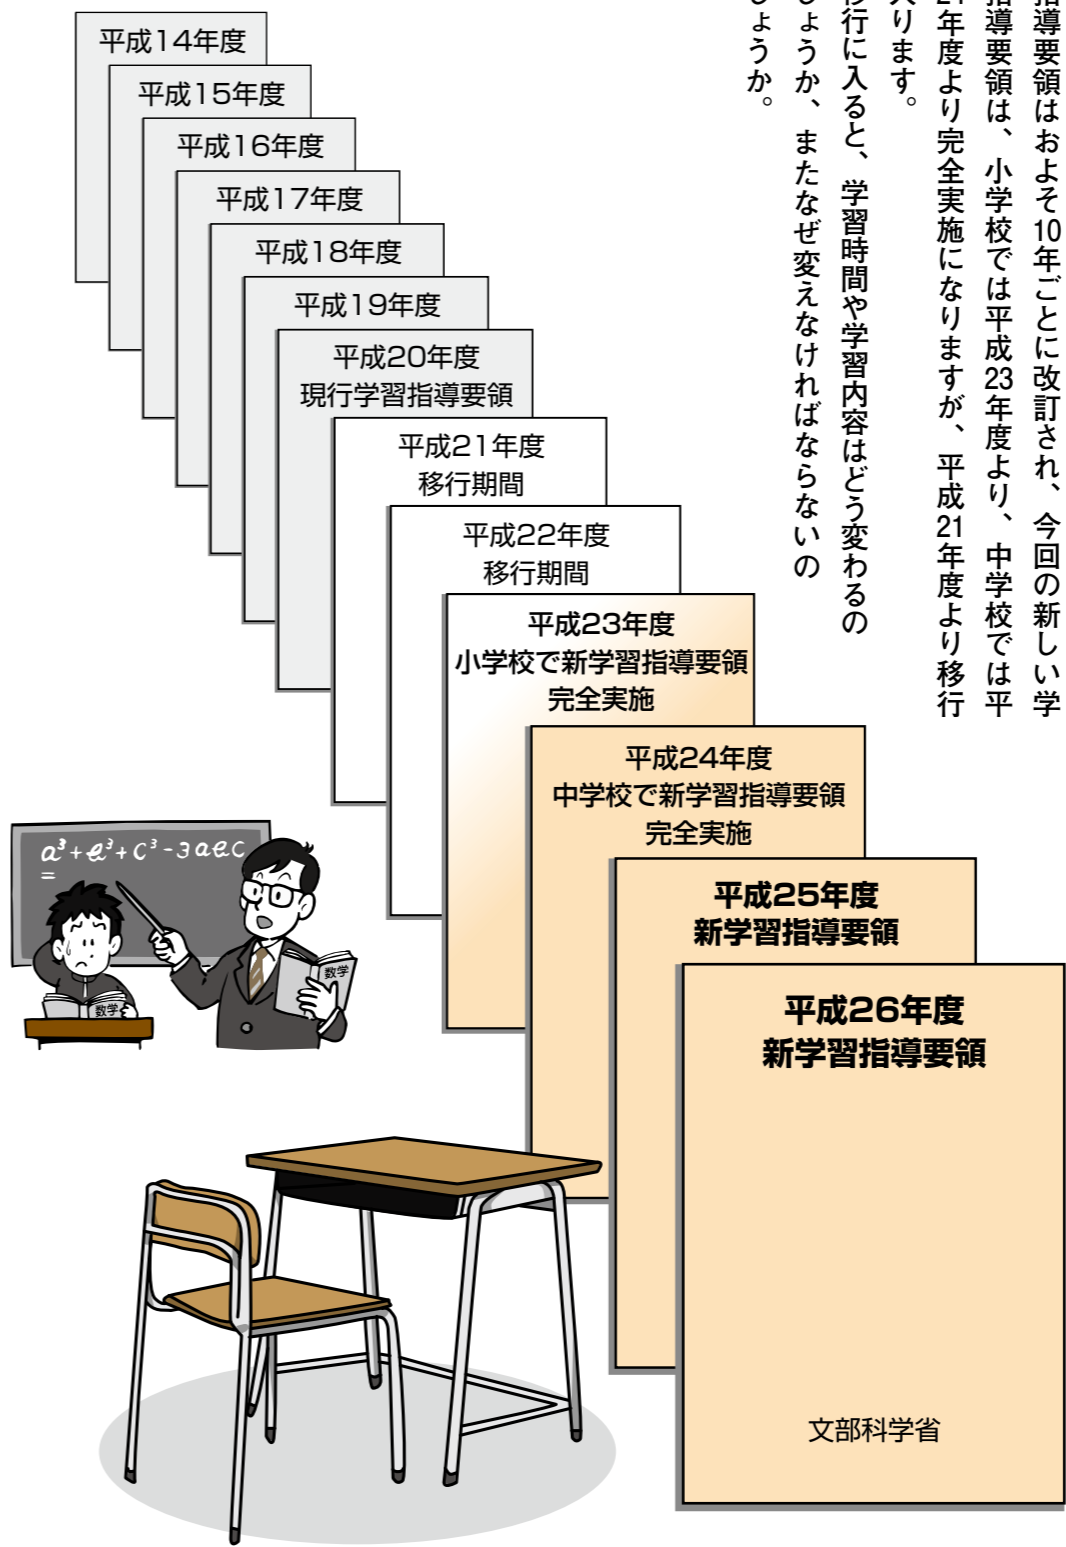 指導要領はおよそ10年ごとに改訂され、今回の新しい学
指導要領は、小学校では平成23年度より、中学校では平
年度より完全実施になりますが、平成21年度より移行
入ります。
移行に入ると、学習時間や学習内容はどう変わるの
しょうか、またなぜ変えなければならないの
しょうか。
平成14年度
平成15年度
平成16年度
平成17年度
平成18年度
平成19年度
平成20年度
現行学習指導要領
平成21年度
移行期間
平成22年度
移行期間
平成23年度
小学校で新学習指導要領
完全実施
平成24年度
中学校で新学習指導要領
完全実施
平成25年度
新学習指導要領
平成26年度
新学習指導要領
文部科学省
a³+b³+c³-3abc
=
数学
数学